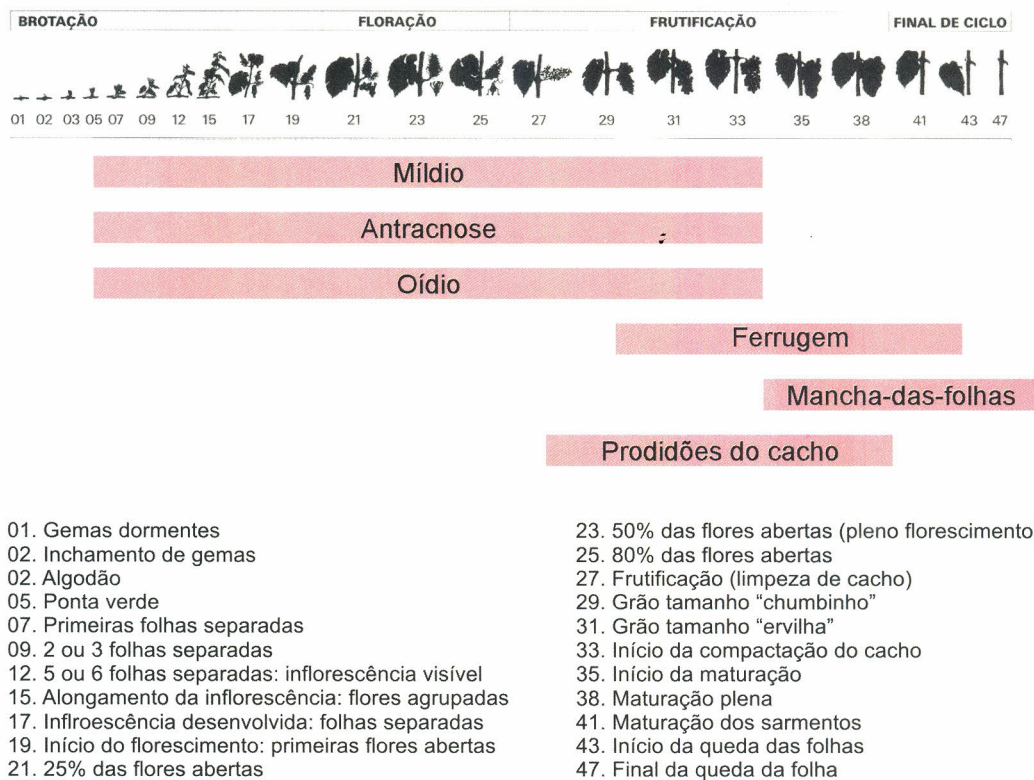 BROTAÇÃO FLORAÇÃO FRUTIFICAÇÃO FINAL DE CICLO
01 02 03 05 07 09 12 15 17 19 21 23 25 27 29 31 33 35 38 41 43 47
Míldio
Antracnose
Oídio
Ferrugem
Mancha-das-folhas
Prodidões do cacho
01. Gemas dormentes
02. Inchamento de gemas
02. Algodão
05. Ponta verde
07. Primeiras folhas separadas
09. 2 ou 3 folhas separadas
12. 5 ou 6 folhas separadas: inflorescência visível
15. Alongamento da inflorescência: flores agrupadas
17. Inflroescência desenvolvida: folhas separadas
19. Início do florescimento: primeiras flores abertas
21. 25% das flores abertas
23. 50% das flores abertas (pleno florescimento
25. 80% das flores abertas
27. Frutificação (limpeza de cacho)
29. Grão tamanho “chumbinho”
31. Grão tamanho “ervilha”
33. Início da compactação do cacho
35. Início da maturação
38. Maturação plena
41. Maturação dos sarmentos
43. Início da queda das folhas
47. Final da queda da folha